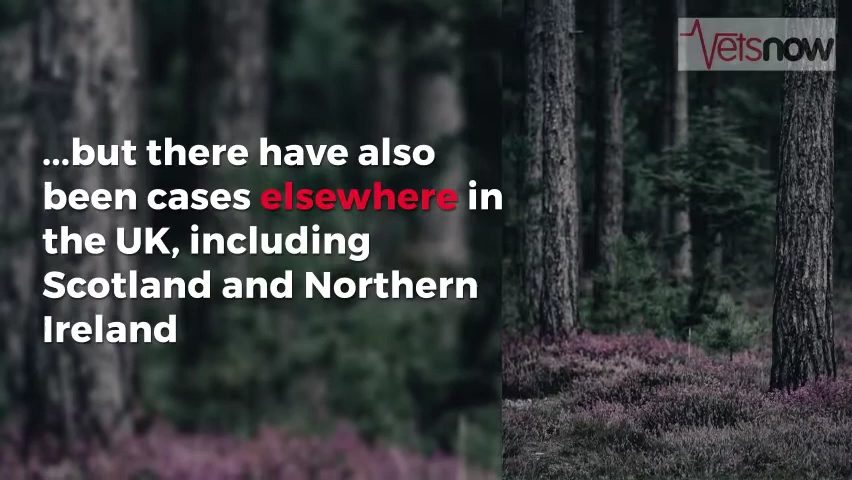 Vetsnow
...but there have also
been cases elsewhere in
the UK, including
Scotland and Northern
Ireland